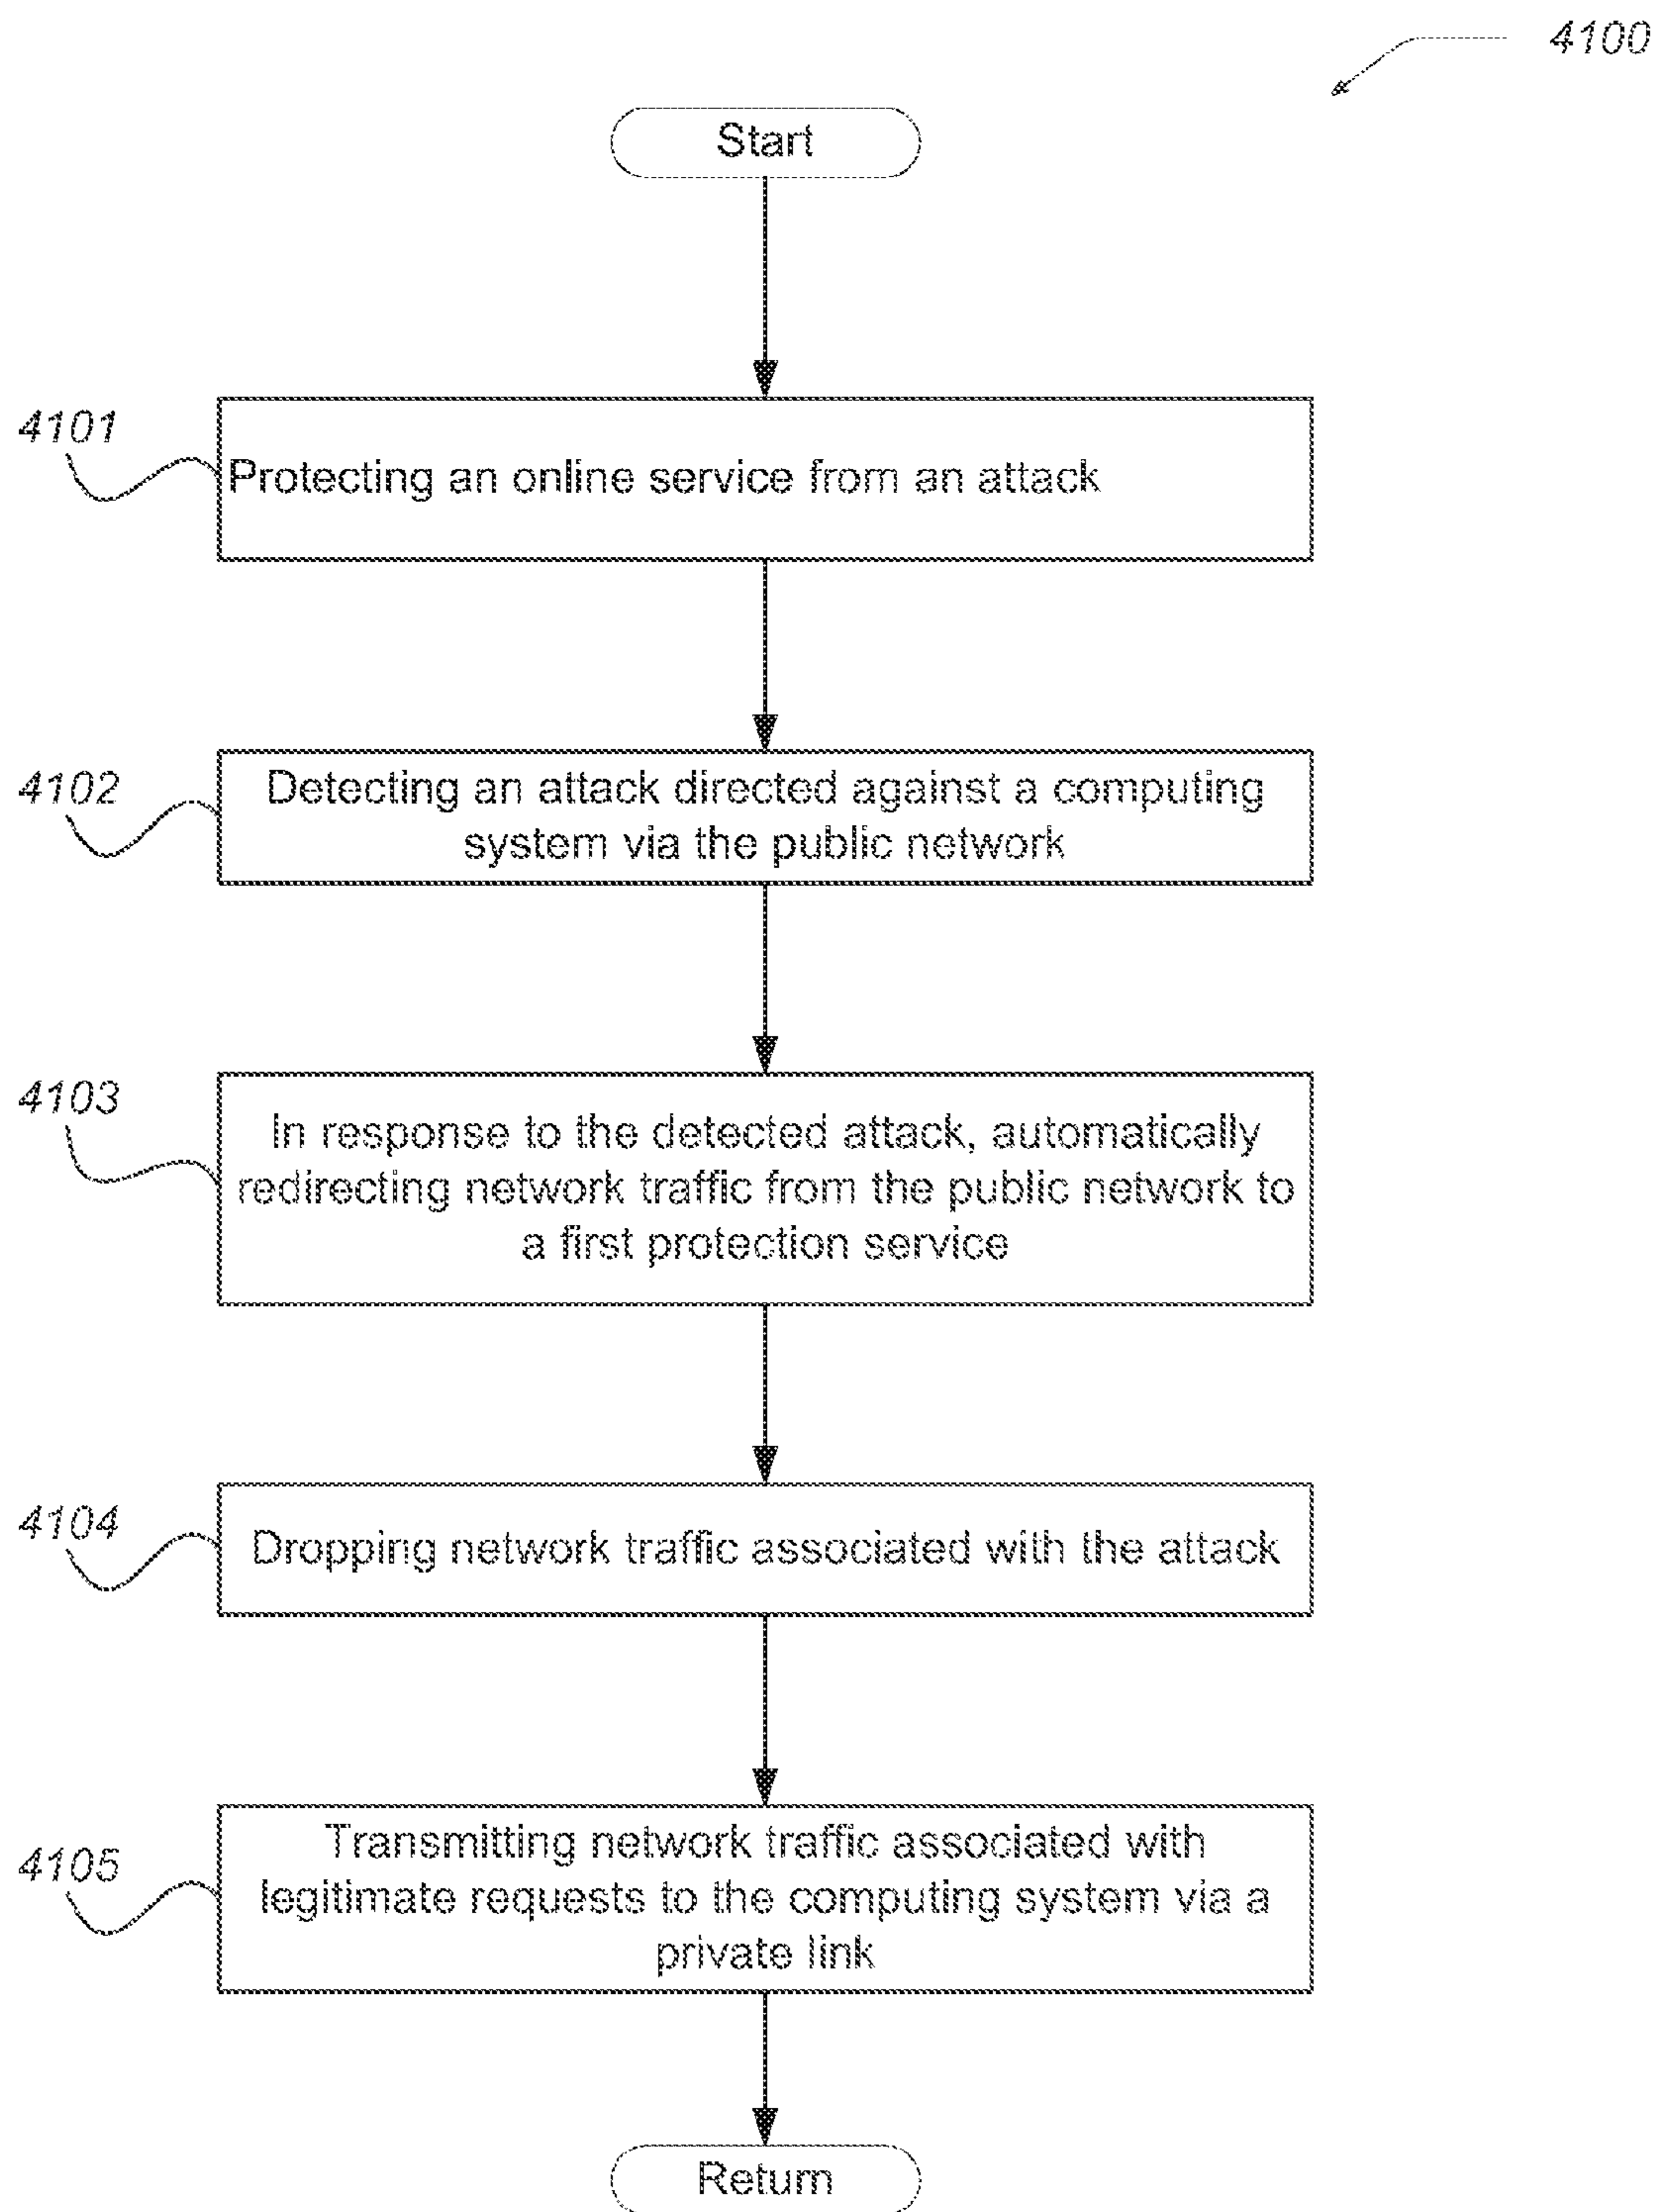 4100
Start
4101
Protecting an online service from an attack
4102
Detecting an attack directed against a computing
system via the public network
4103
In response to the detected attack, automatically
redirecting network traffic from the public network to
a first protection service
4104
Dropping network traffic associated with the attack
4105
Transmitting network traffic associated with
legitimate requests to the computing system via a
private link
Return